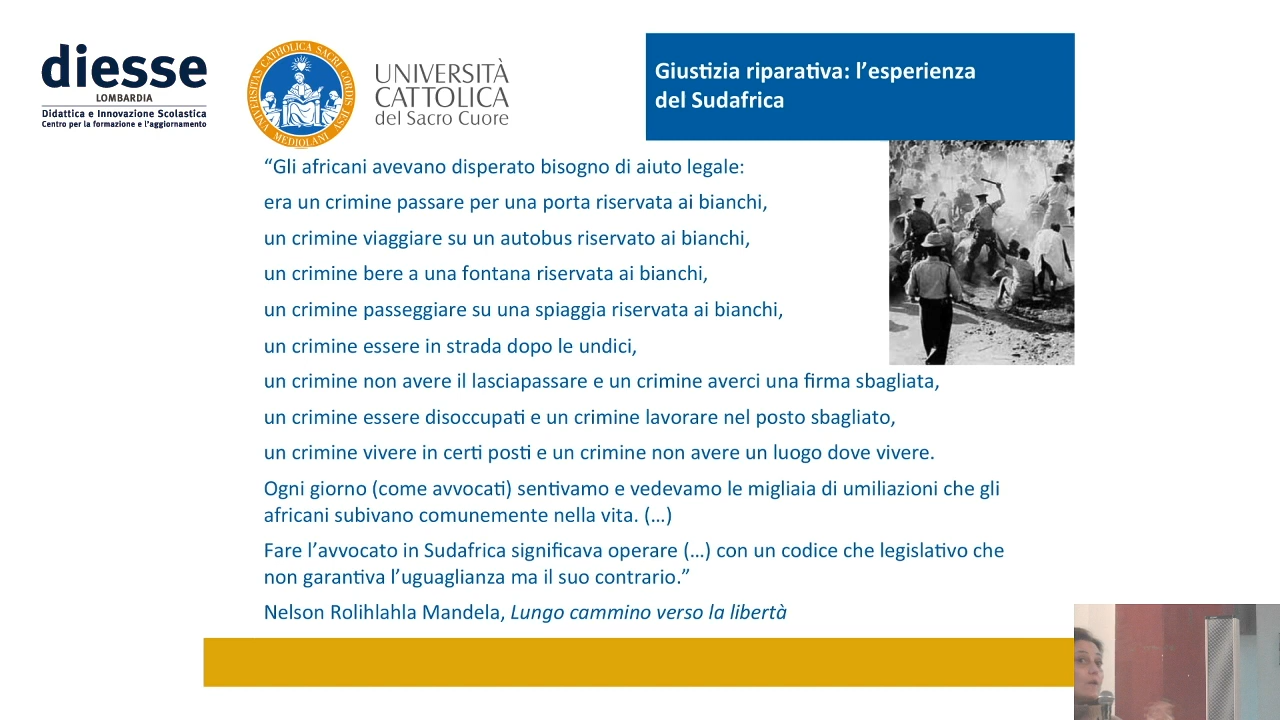 diesse
LOMBARDIA
Didattica e Innovazione Scolastica
Centro per la formazione e l'aggiornamento
UNIVERSITAS CATHOLICA SACRI CORDIS IESU
MEDIOLANI
UNIVERSITÀ
CATTOLICA
del Sacro Cuore
Giustizia riparativa: l’esperienza
del Sudafrica
“Gli africani avevano disperato bisogno di aiuto legale:
era un crimine passare per una porta riservata ai bianchi,
un crimine viaggiare su un autobus riservato ai bianchi,
un crimine bere a una fontana riservata ai bianchi,
un crimine passeggiare su una spiaggia riservata ai bianchi,
un crimine essere in strada dopo le undici,
un crimine non avere il lasciapassare e un crimine averci una firma sbagliata,
un crimine essere disoccupati e un crimine lavorare nel posto sbagliato,
un crimine vivere in certi posti e un crimine non avere un luogo dove vivere.
Ogni giorno (come avvocati) sentivamo e vedevamo le migliaia di umiliazioni che gli
africani subivano comunemente nella vita. (…)
Fare l’avvocato in Sudafrica significava operare (…) con un codice che legislativo che
non garantiva l’uguaglianza ma il suo contrario.”
Nelson Rolihlahla Mandela, Lungo cammino verso la libertà